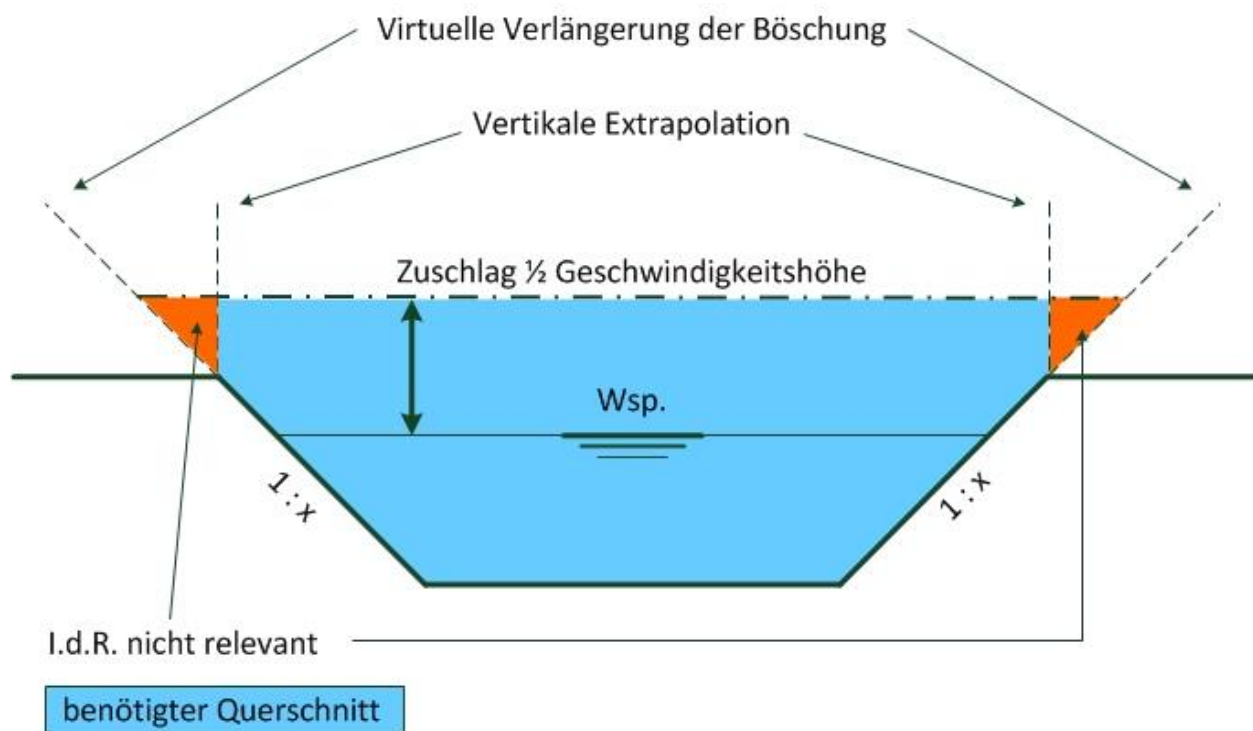 Virtuelle Verlängerung der Böschung
Vertikale Extrapolation
Zuschlag ½ Geschwindigkeitshöhe
Wsp.
1 : x
1 : x
I.d.R. nicht relevant
benötigter Querschnitt